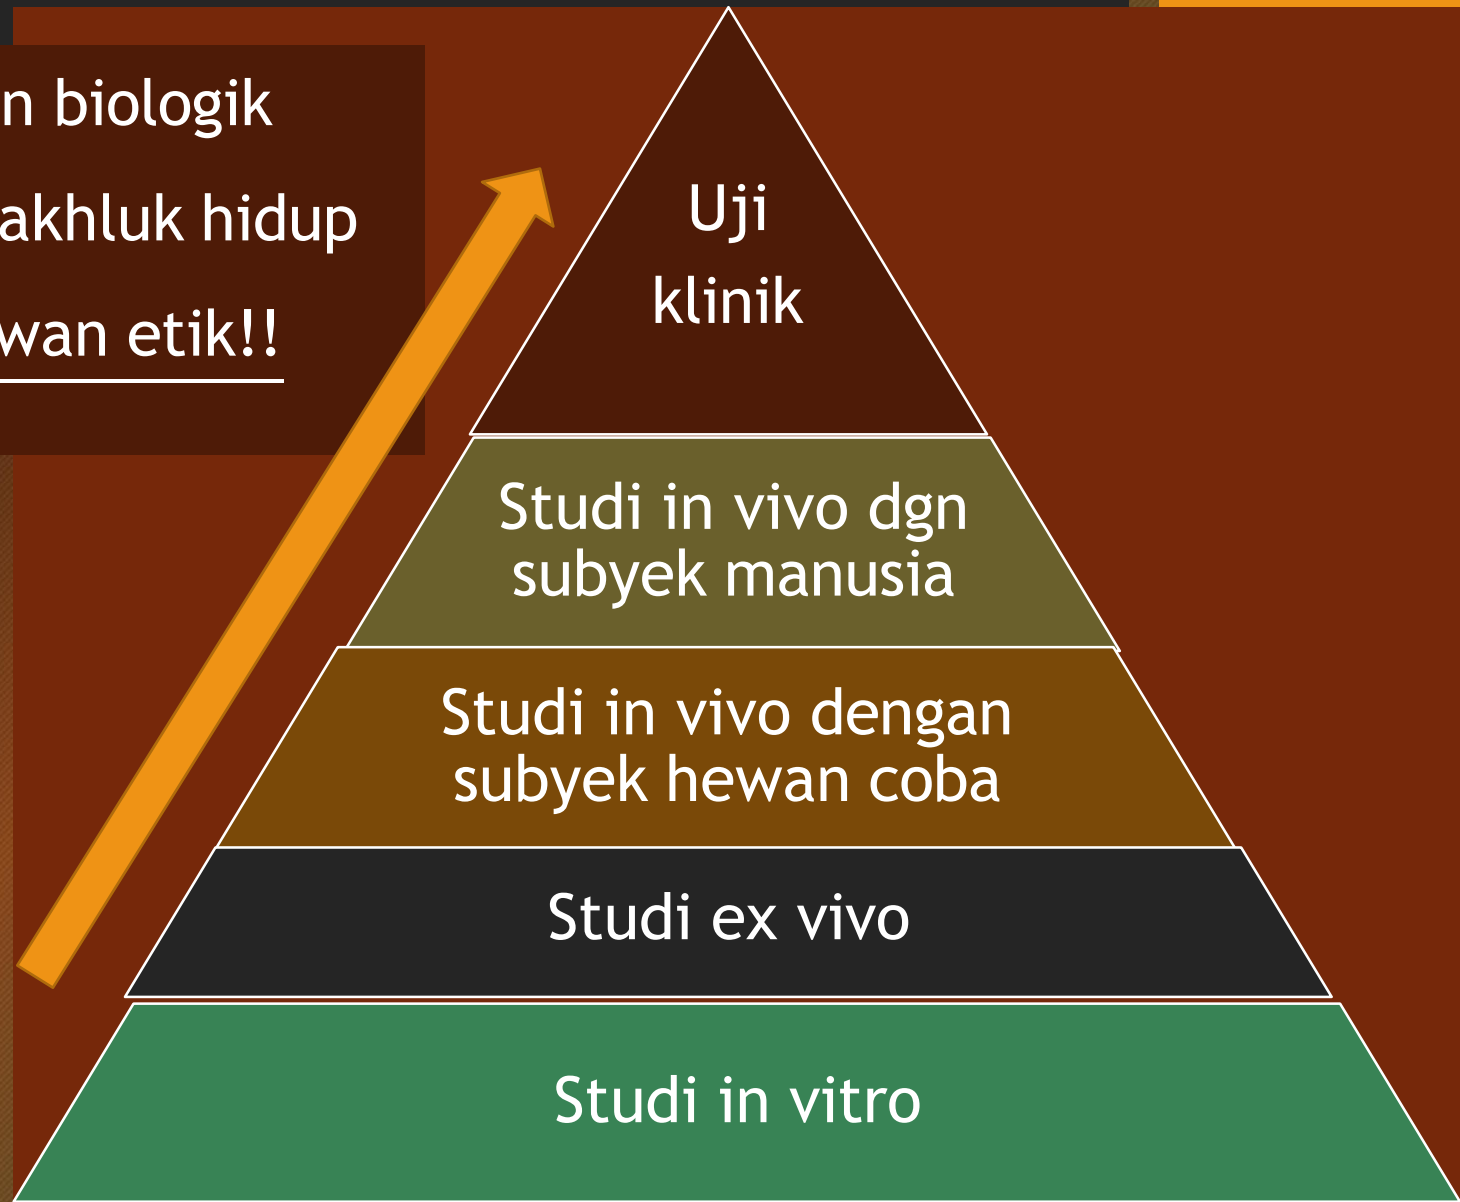 n biologik
akhluk hidup
wan etik!!
Uji
klinik
Studi in vivo dgn
subyek manusia
Studi in vivo dengan
subyek hewan coba
Studi ex vivo
Studi in vitro